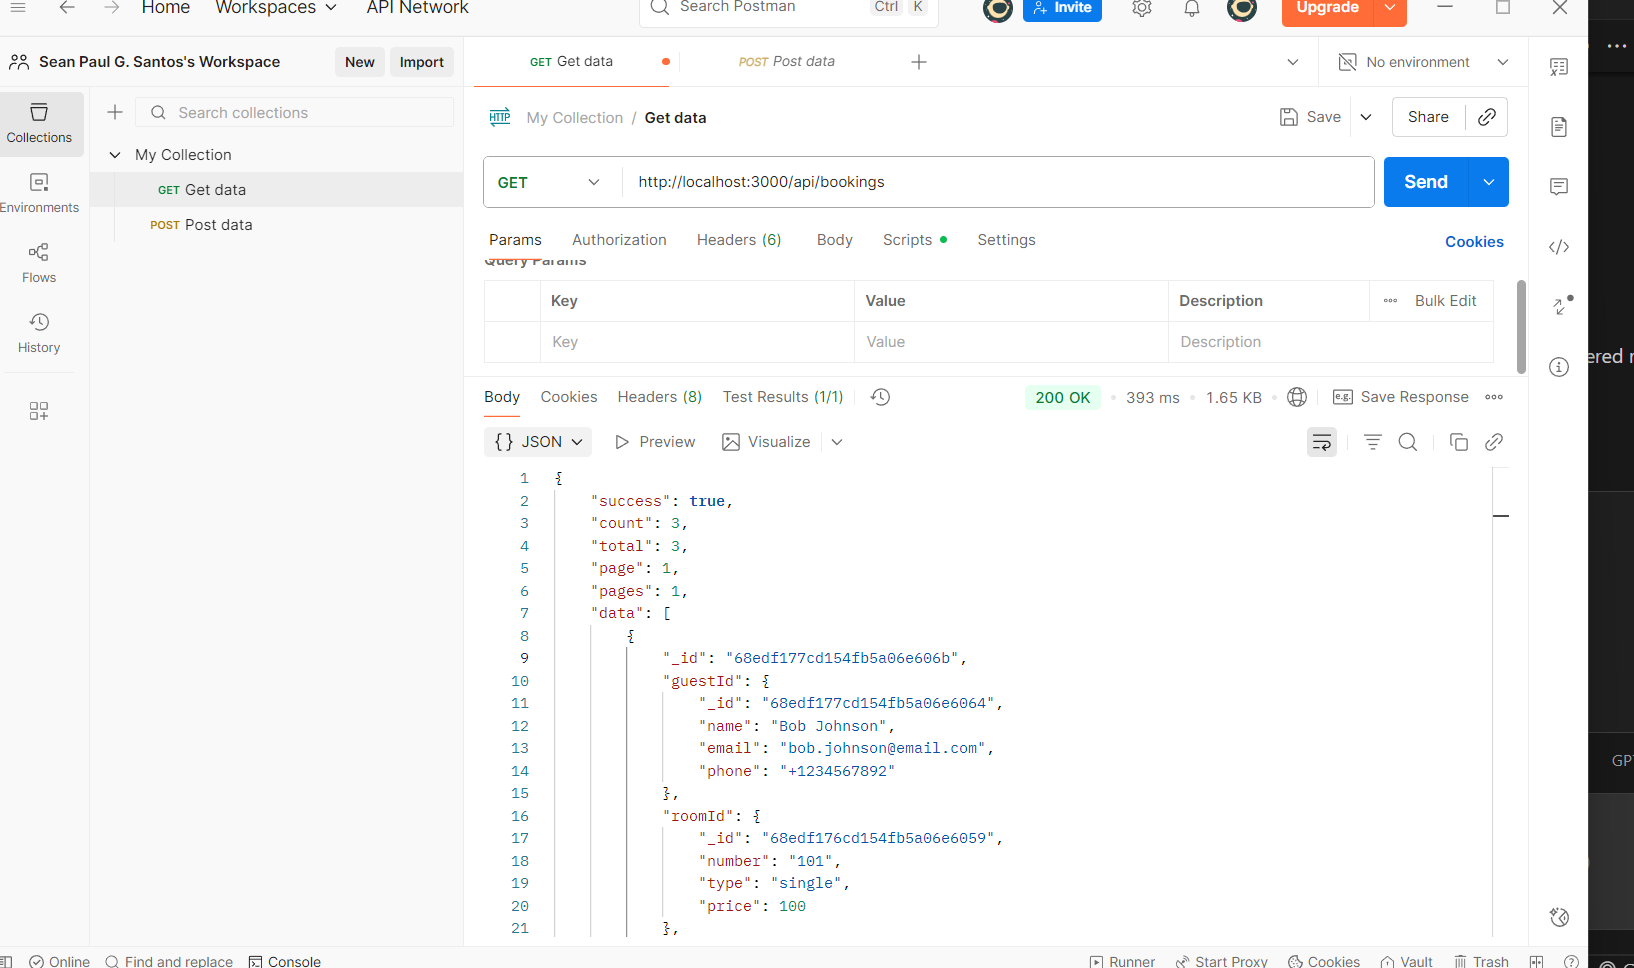 Home Workspaces API Network Search Postman Ctrl K Invite Upgrade
Sean Paul G. Santos's Workspace New Import GET Get data POST Post data No environment
Collections Search collections
My Collection / Get data Save Share
My Collection
GET Get data
POST Post data
Environments
Flows
History
GET http://localhost:3000/api/bookings Send
Params Authorization Headers (6) Body Scripts Settings Cookies
Query Params
Key Value Description Bulk Edit
Key Value Description
ered
Body Cookies Headers (8) Test Results (1/1) 200 OK 393 ms 1.65 KB e.g. Save Response
{} JSON Preview Visualize
1 {
2 "success": true,
3 "count": 3,
4 "total": 3,
5 "page": 1,
6 "pages": 1,
7 "data": [
8 {
9 "_id": "68edf177cd154fb5a06e606b",
10 "guestId": {
11 "_id": "68edf177cd154fb5a06e6064",
12 "name": "Bob Johnson",
13 "email": "bob.johnson@email.com",
14 "phone": "+1234567892"
15 },
16 "roomId": {
17 "_id": "68edf176cd154fb5a06e6059",
18 "number": "101",
19 "type": "single",
20 "price": 100
21 },
GP
Online Find and replace Console Runner Start Proxy Cookies Vault Trash